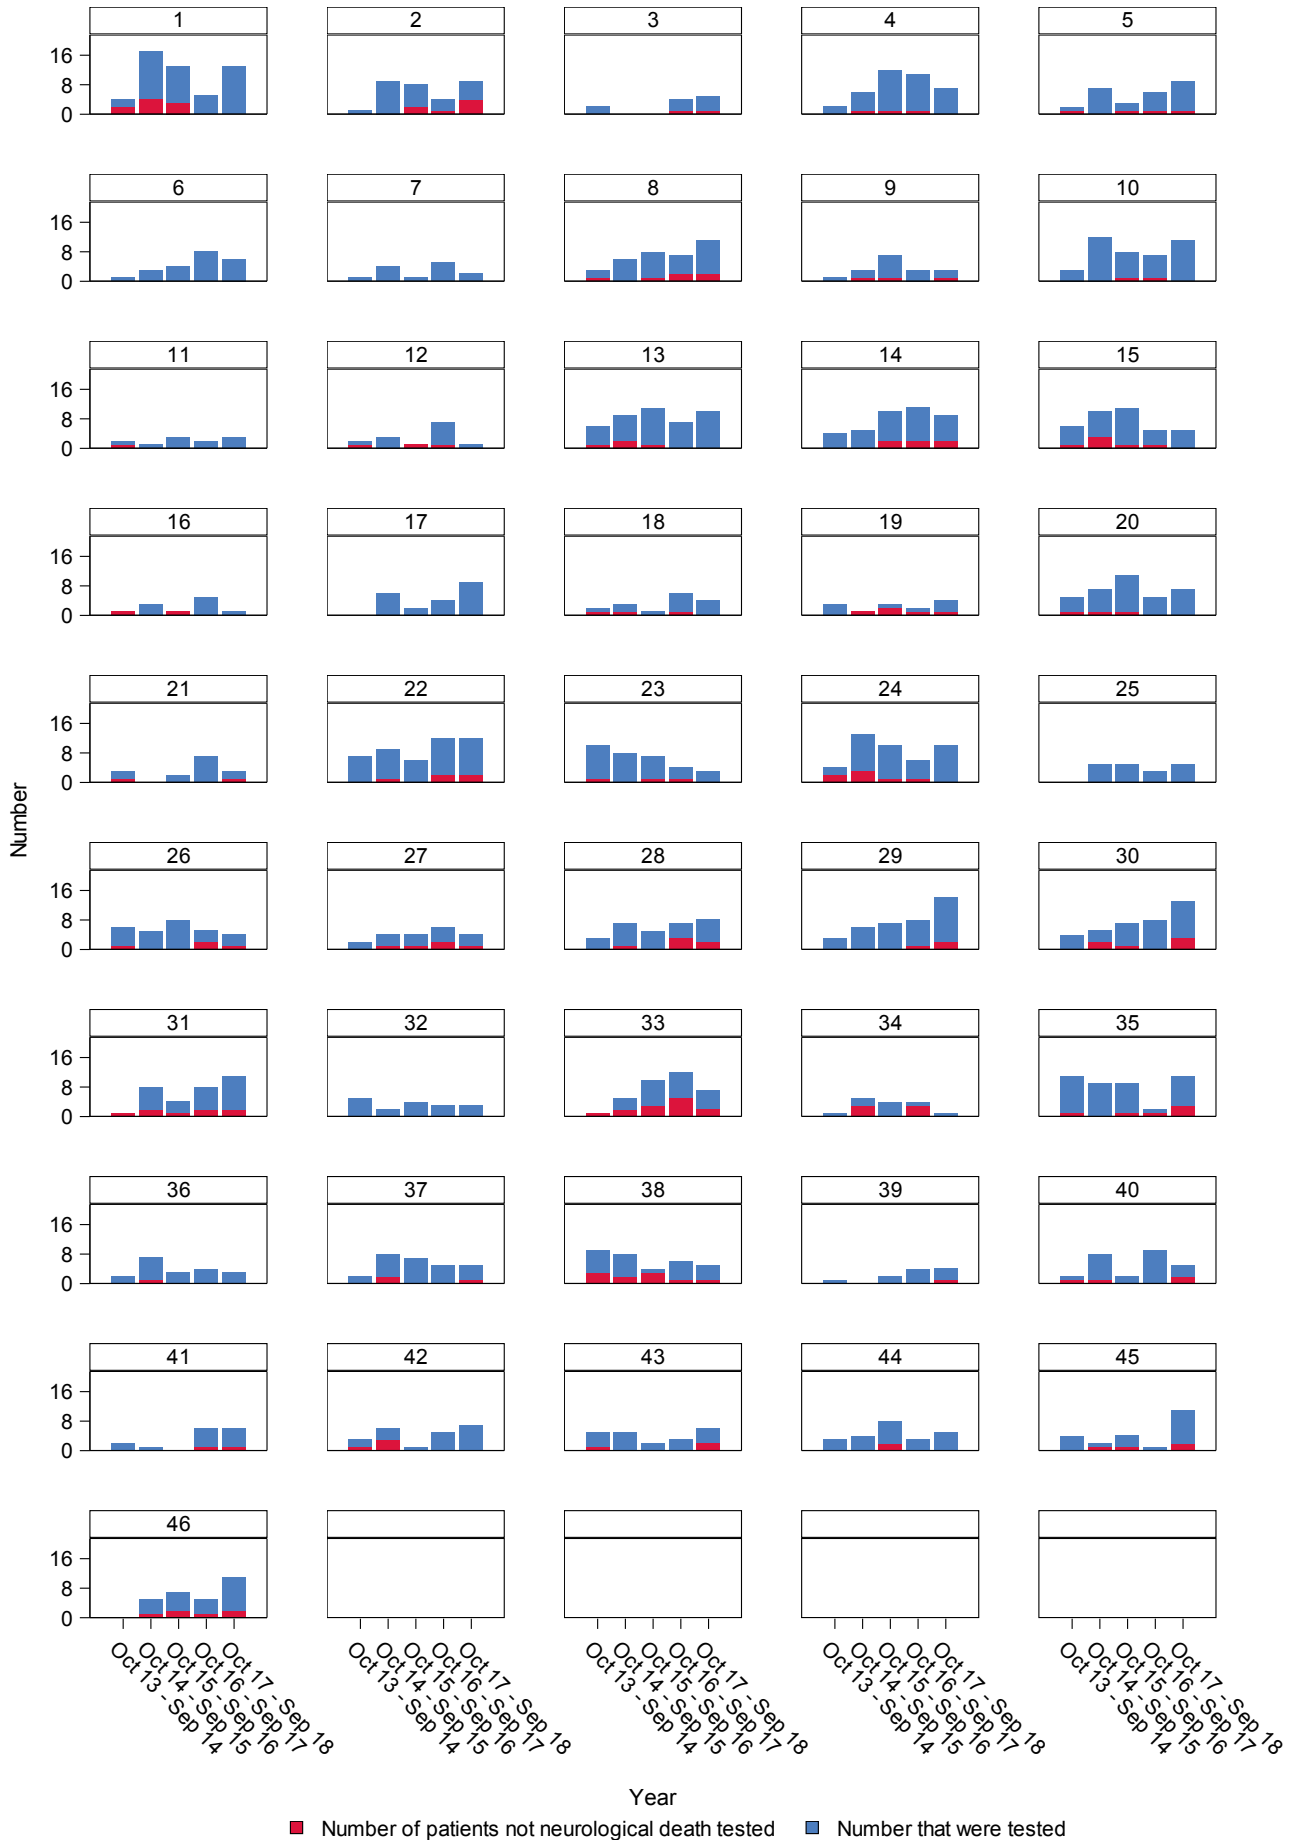 1 2 3 4 5
16
8
0
6 7 8 9 10
16
8
0
11 12 13 14 15
16
8
0
16 17 18 19 20
16
8
0
21 22 23 24 25
16
8
0
Number
26 27 28 29 30
16
8
0
31 32 33 34 35
16
8
0
36 37 38 39 40
16
8
0
41 42 43 44 45
16
8
0
46
16
8
0
Oct 13 - Sep 14
Oct 14 - Sep 15
Oct 15 - Sep 16
Oct 16 - Sep 17
Oct 17 - Sep 18
Oct 13 - Sep 14
Oct 14 - Sep 15
Oct 15 - Sep 16
Oct 16 - Sep 17
Oct 17 - Sep 18
Oct 13 - Sep 14
Oct 14 - Sep 15
Oct 15 - Sep 16
Oct 16 - Sep 17
Oct 17 - Sep 18
Oct 13 - Sep 14
Oct 14 - Sep 15
Oct 15 - Sep 16
Oct 16 - Sep 17
Oct 17 - Sep 18
Oct 13 - Sep 14
Oct 14 - Sep 15
Oct 15 - Sep 16
Oct 16 - Sep 17
Oct 17 - Sep 18
Year
Number of patients not neurological death tested Number that were tested